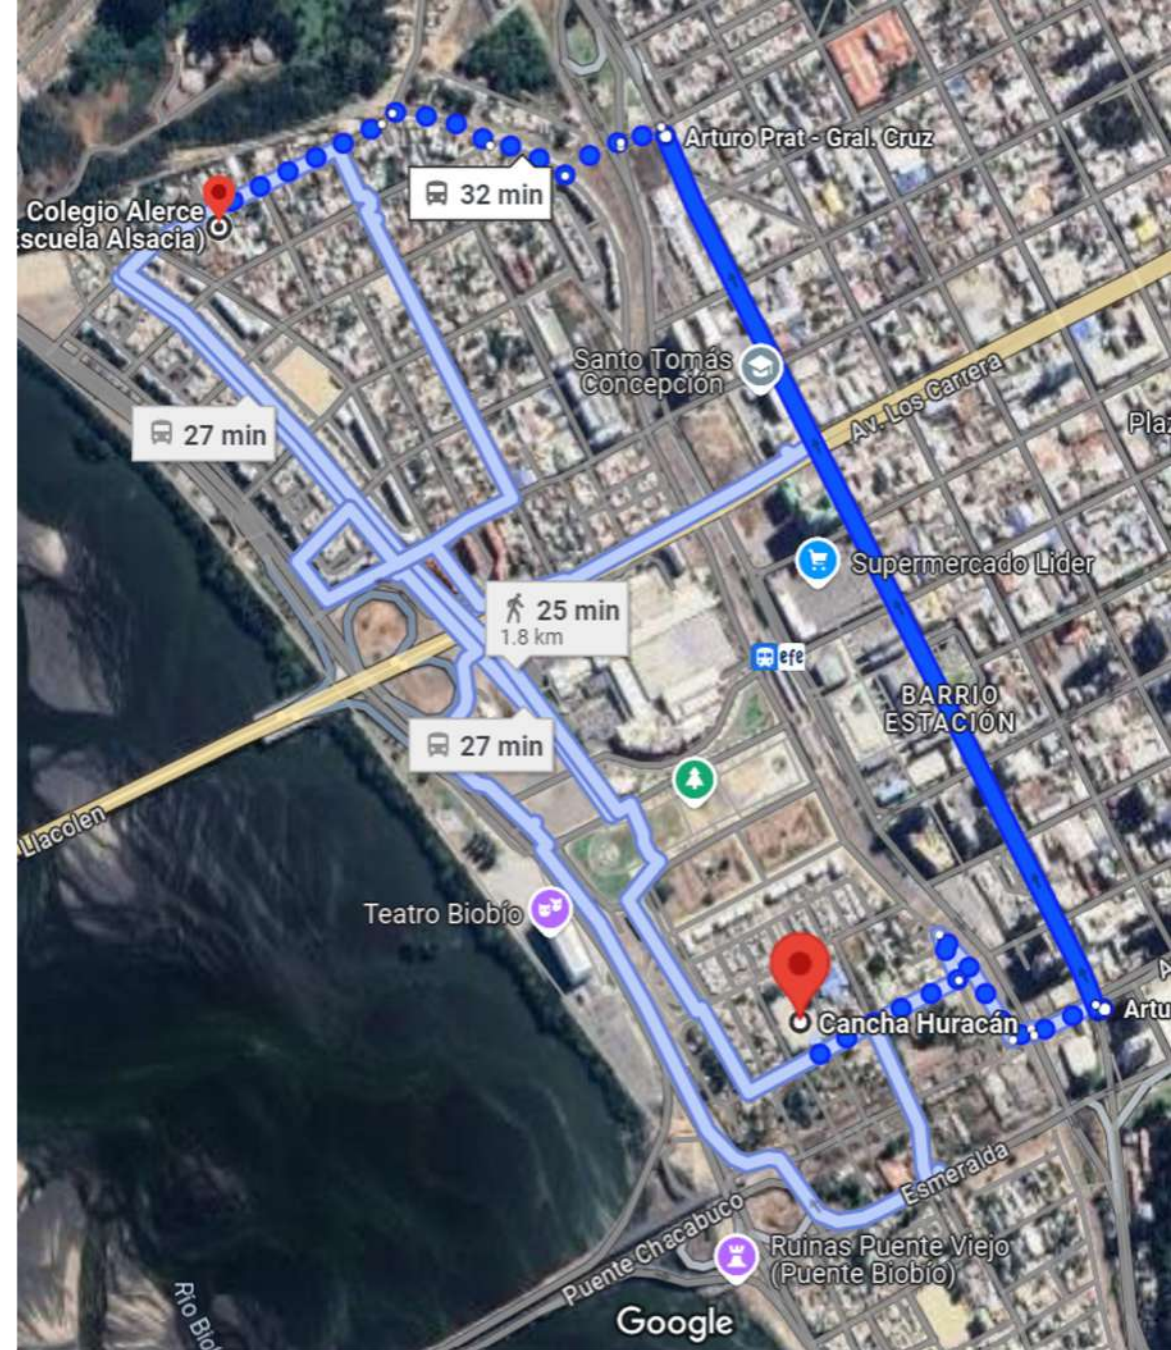 Arturo Prat - Gral. Cruz
32 min
Colegio Alerce
Escuela Alsacia)
Santo Tomás
Concepción
Av. Los Carrera
Plaz
27 min
Supermercado Lider
25 min
1.8 km
efe
BARRIO
ESTACIÓN
27 min
Llacolen
Teatro Biobío
Cancha Huracán
Artu
A
Esmeralda
Puente Chacabuco
Ruinas Puente Viejo
(Puente Biobío)
Río Biob
Google